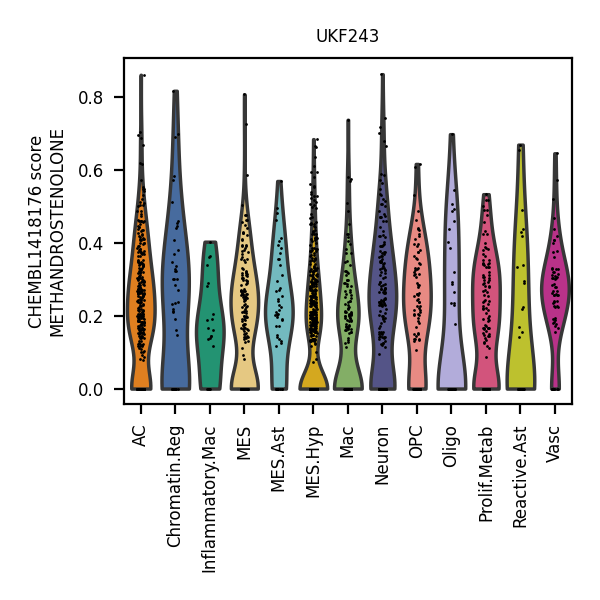 UKF243
CHEMBL1418176 score
METHANDROSTENOLONE
0.8
0.6
0.4
0.2
0.0
AC
Chromatin.Reg
Inflammatory.Mac
MES
MES.Ast
MES.Hyp
Mac
Neuron
OPC
Oligo
Prolif.Metab
Reactive.Ast
Vasc